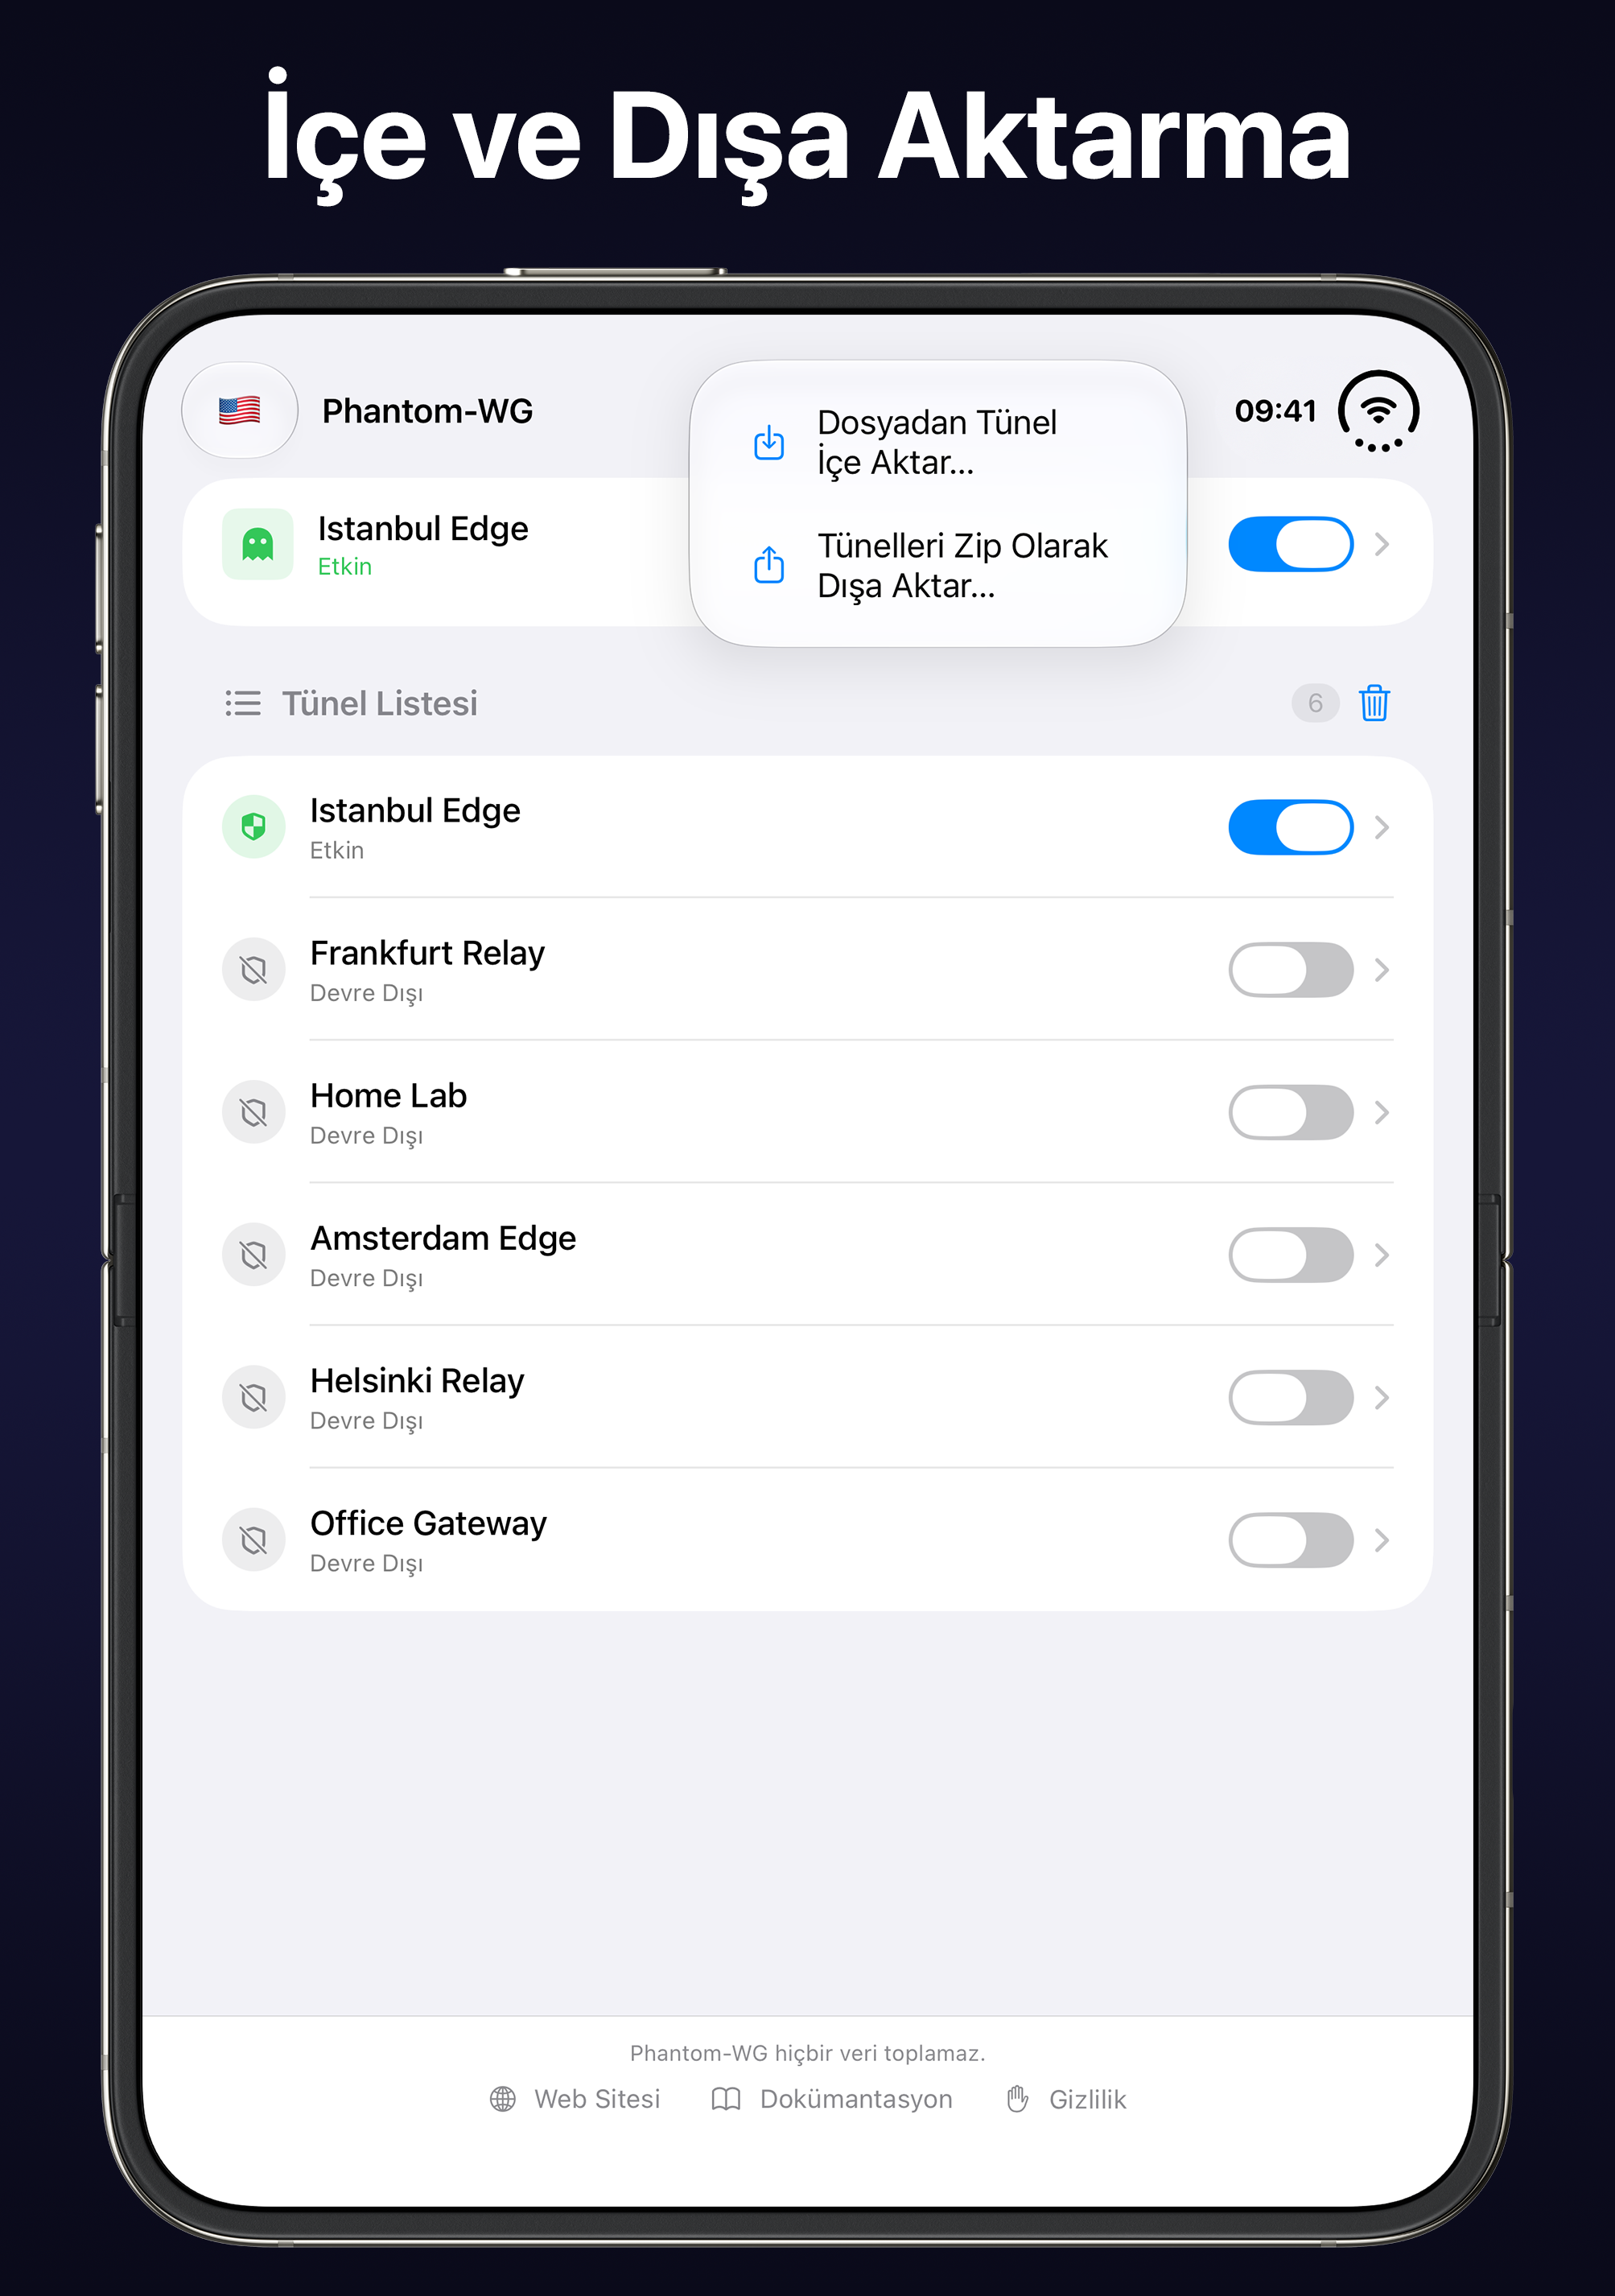 İçe ve Dışa Aktarma
Phantom-WG
09:41
Dosyadan Tünel
İçe Aktar...
Tünelleri Zip Olarak
Dışa Aktar...
Istanbul Edge
Etkin
Tünel Listesi
6
Istanbul Edge
Etkin
Frankfurt Relay
Devre Dışı
Home Lab
Devre Dışı
Amsterdam Edge
Devre Dışı
Helsinki Relay
Devre Dışı
Office Gateway
Devre Dışı
Phantom-WG hiçbir veri toplamaz.
Web Sitesi Dokümantasyon Gizlilik